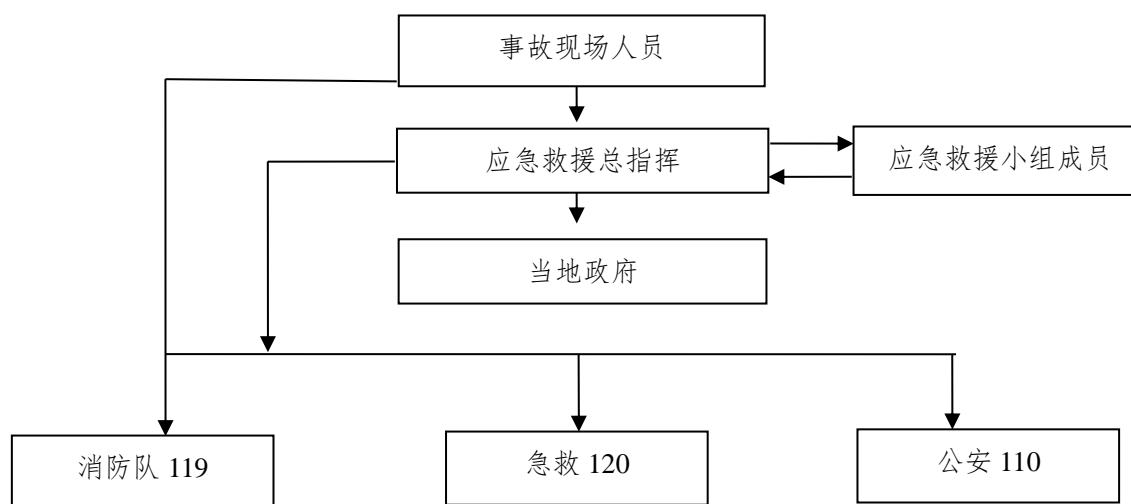 事故现场人员
应急救援总指挥
应急救援小组成员
当地政府
消防队 119
急救 120
公安 110